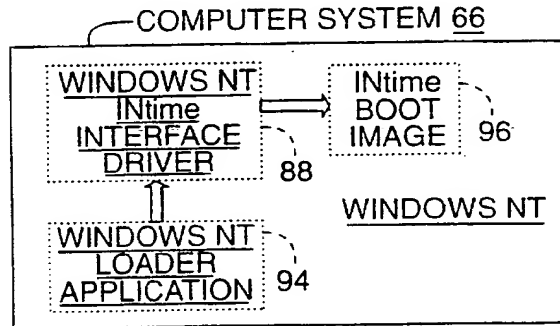 COMPUTER SYSTEM 66
WINDOWS NT
INtime
INTERFACE
DRIVER
88
INtime
BOOT
IMAGE
96
WINDOWS NT
WINDOWS NT
LOADER
APPLICATION
94